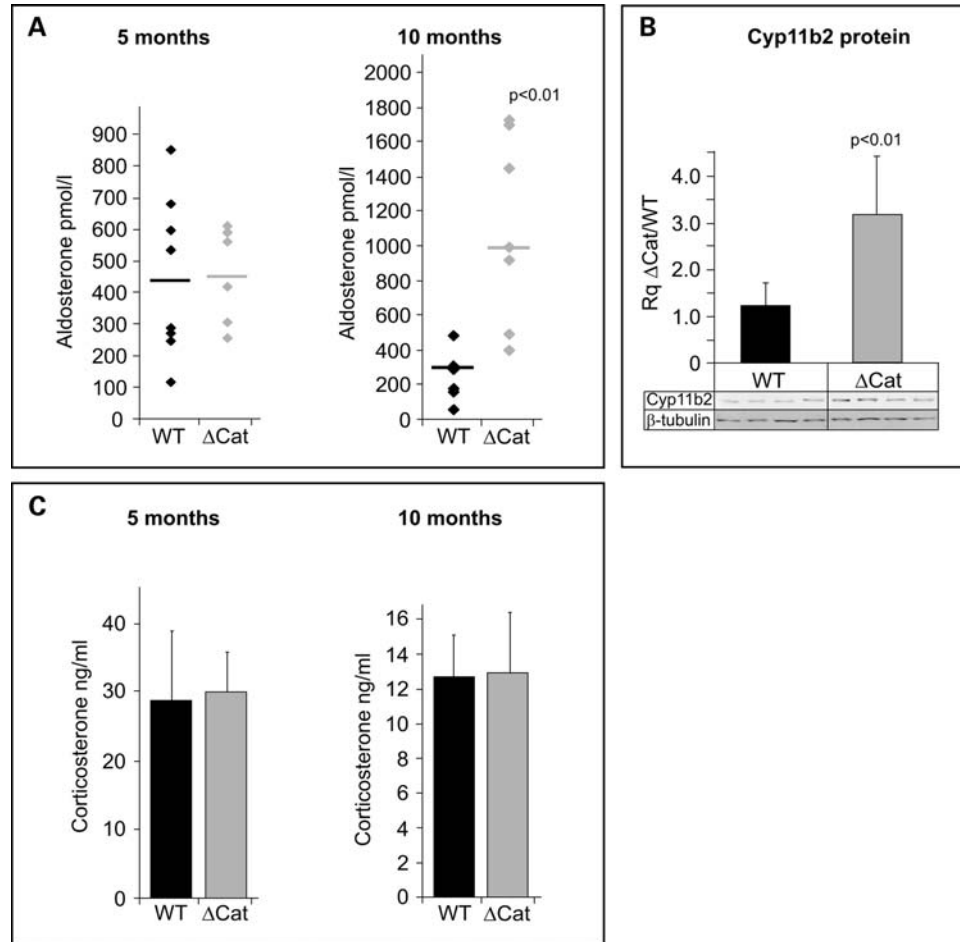 A
5 months
10 months
Aldosterone pmol/l
900
800
700
600
500
400
300
200
100
0
WT ΔCat
Aldosterone pmol/l
2000
1800
1600
1400
1200
1000
800
600
400
200
0
p<0.01
WT ΔCat
B
Cyp11b2 protein
Rq ΔCat/WT
4.0
3.0
2.0
1.0
0
p<0.01
WT ΔCat
Cyp11b2
β-tubulin
C
5 months
10 months
Corticosterone ng/ml
40
30
20
10
0
WT ΔCat
Corticosterone ng/ml
16
14
12
10
8
6
4
2
0
WT ΔCat